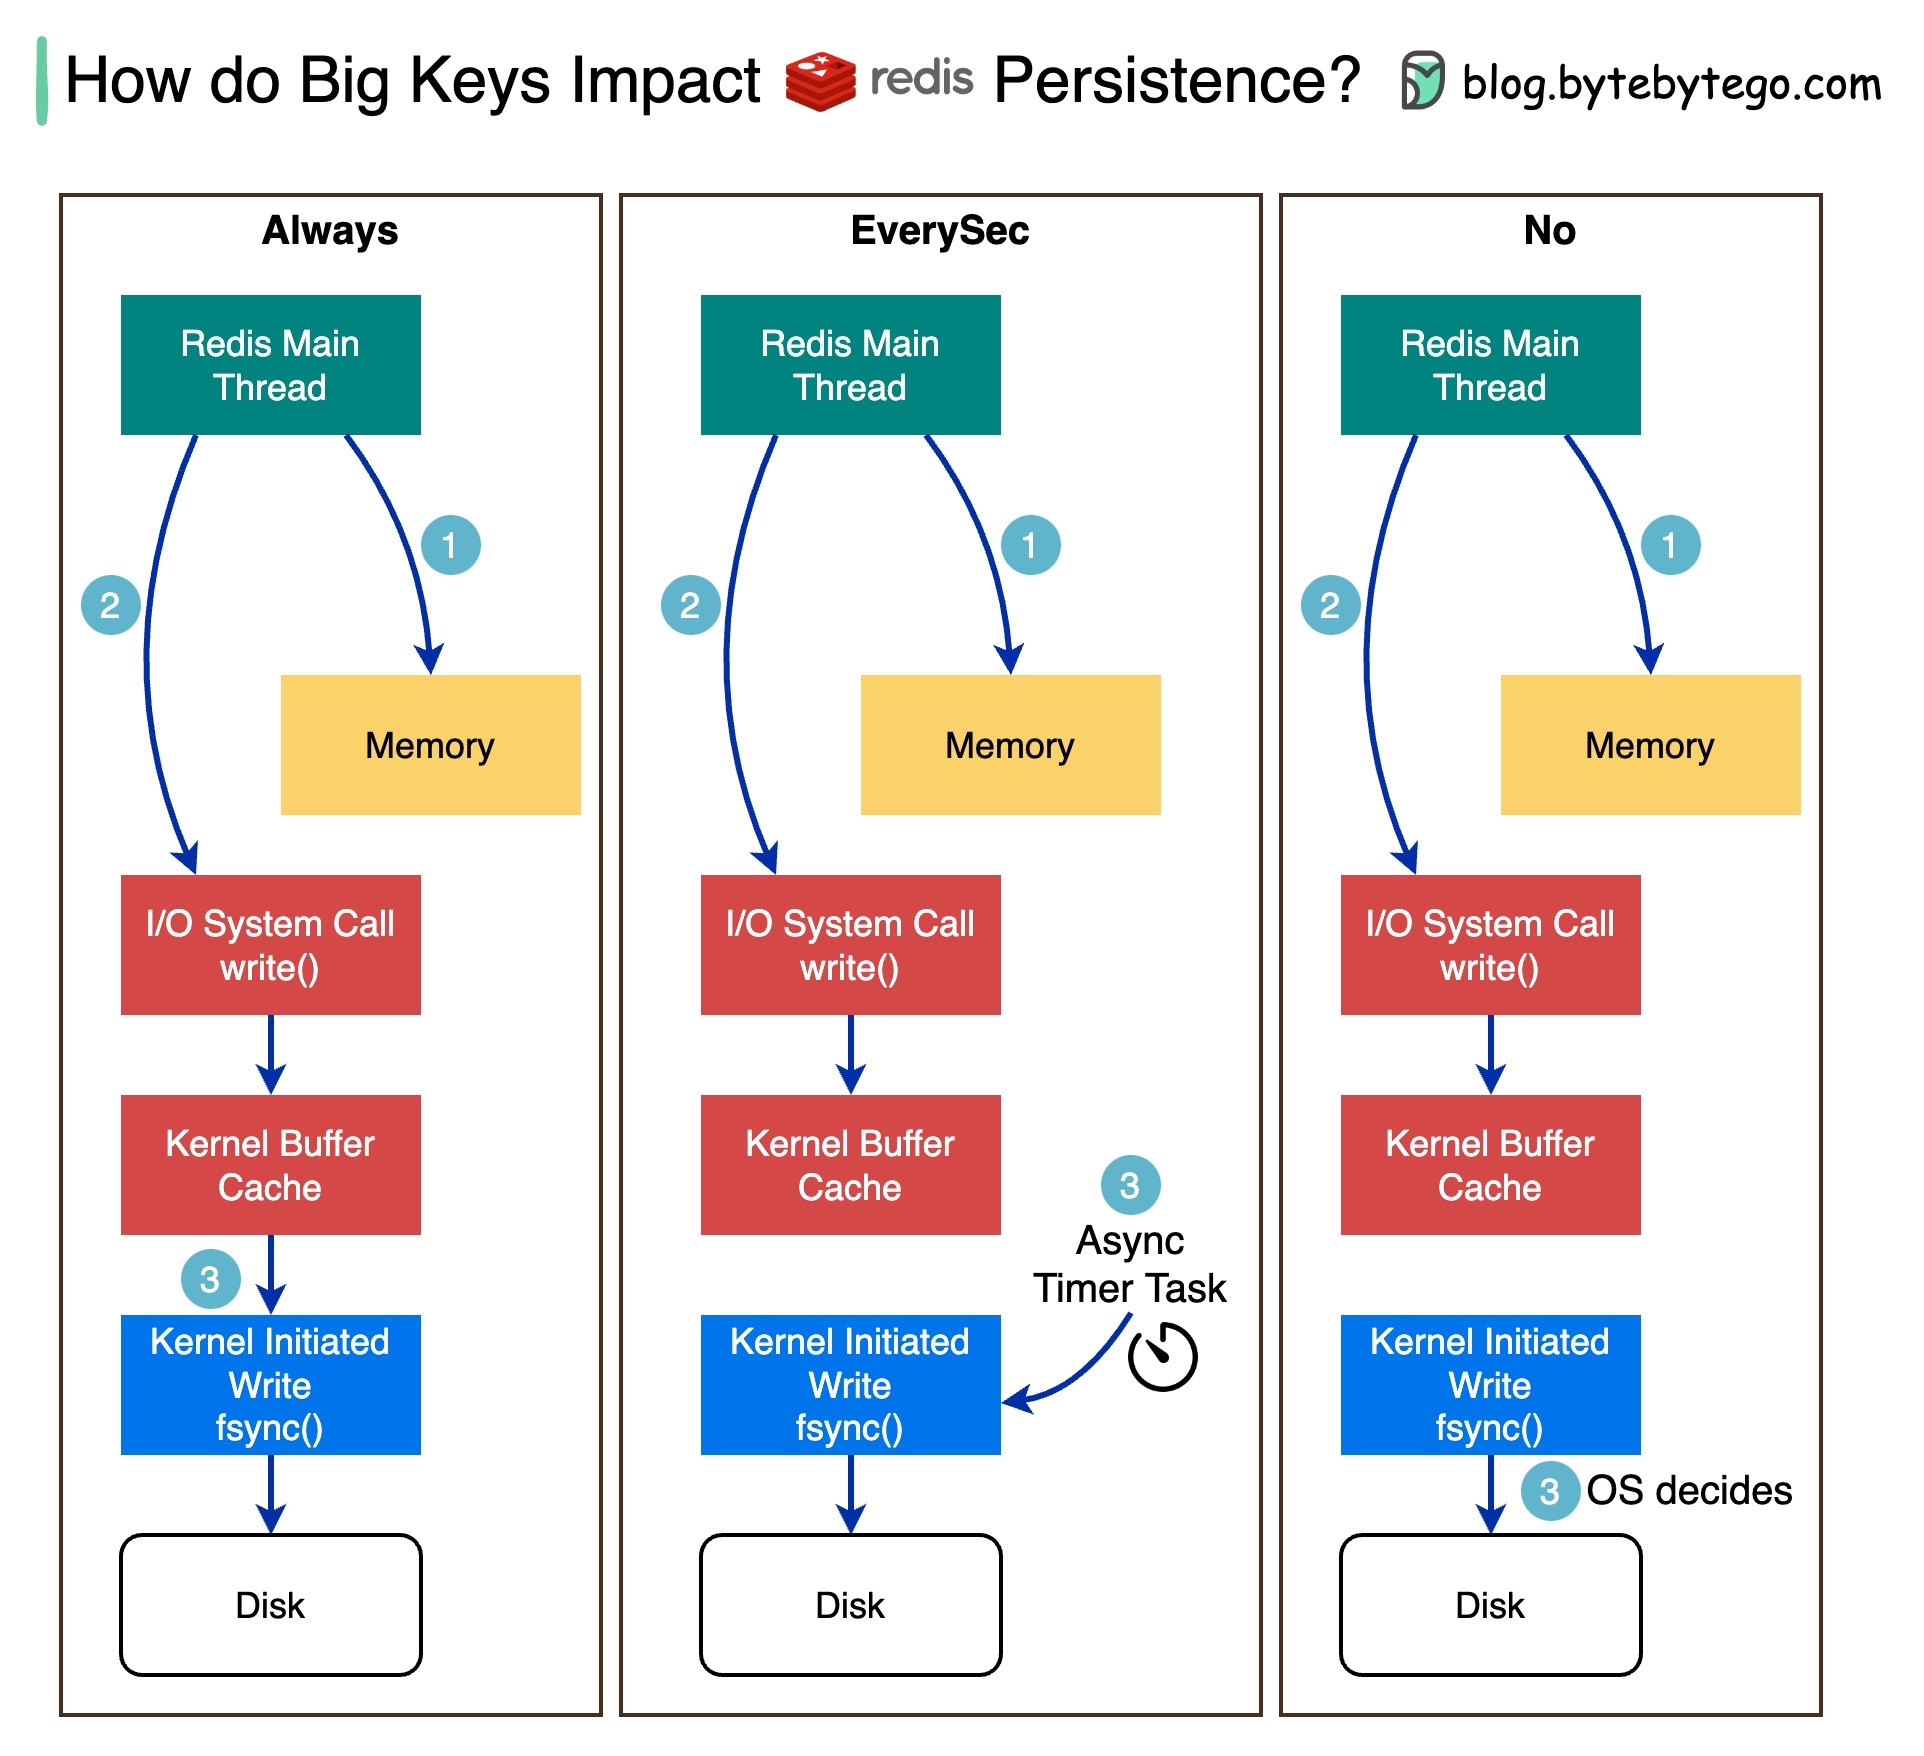 How do Big Keys Impact redis Persistence? blog.bytebytego.com
Always
Redis Main
Thread
1
2
Memory
I/O System Call
write()
Kernel Buffer
Cache
3
Kernel Initiated
Write
fsync()
Disk
EverySec
Redis Main
Thread
1
2
Memory
I/O System Call
write()
Kernel Buffer
Cache
3
Async
Timer Task
Kernel Initiated
Write
fsync()
Disk
No
Redis Main
Thread
1
2
Memory
I/O System Call
write()
Kernel Buffer
Cache
Kernel Initiated
Write
fsync()
3 OS decides
Disk